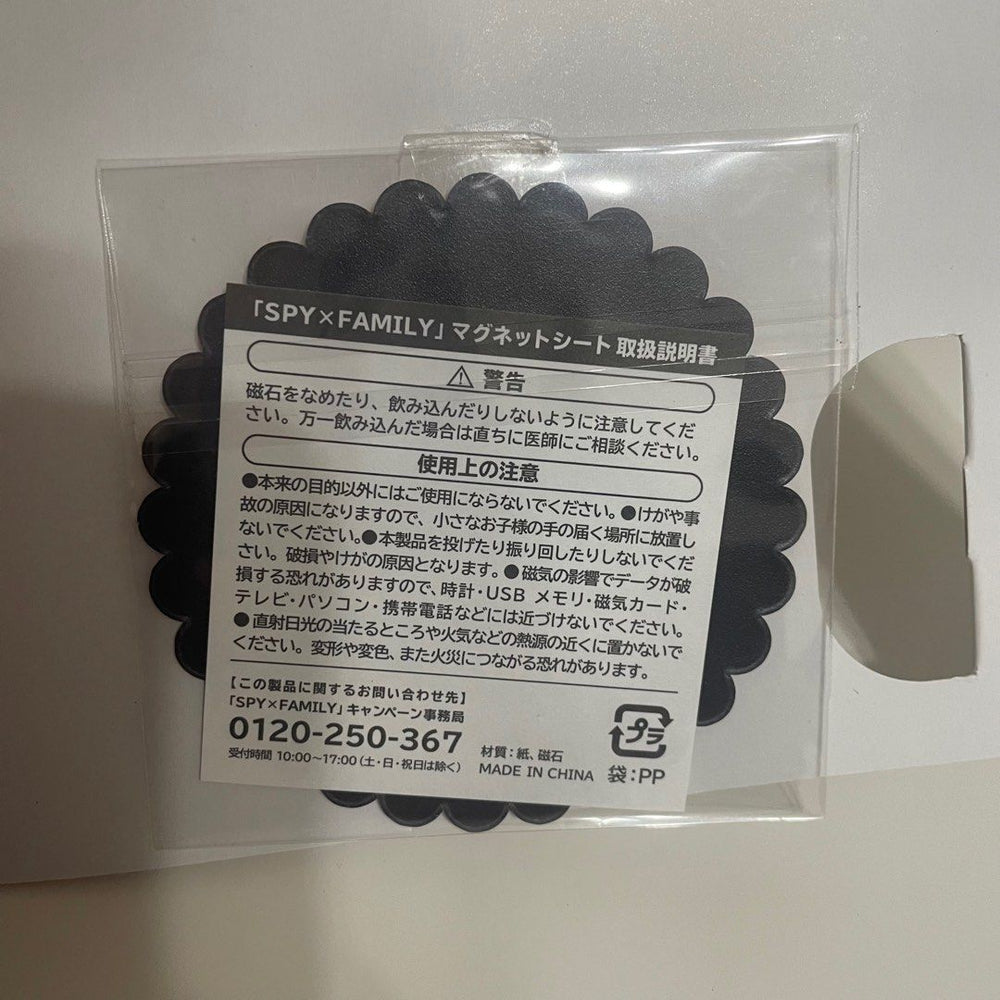 「SPY×FAMILY」マグネットシート 取扱説明書
⚠ 警告
磁石をなめたり、飲み込んだりしないように注意してくだ
さい。万一飲み込んだ場合は直ちに医師にご相談ください。
使用上の注意
●本来の目的以外にはご使用にならないでください。●けがや事
故の原因になりますので、小さなお子様の手の届く場所に放置し
ないでください。●本製品を投げたり振り回したりしないでくだ
さい。破損やけがの原因となります。●磁気の影響でデータが破
損する恐れがありますので、時計・USB メモリ・磁気カード・
テレビ・パソコン・携帯電話などには近づけないでください。
●直射日光の当たるところや火気などの熱源の近くに置かないで
ください。変形や変色、また火災につながる恐れがあります。
【この製品に関するお問い合わせ先】
「SPY×FAMILY」キャンペーン事務局
0120-250-367
受付時間 10:00～17:00（土・日・祝日は除く）
材質：紙、磁石
MADE IN CHINA
プラ
袋：PP